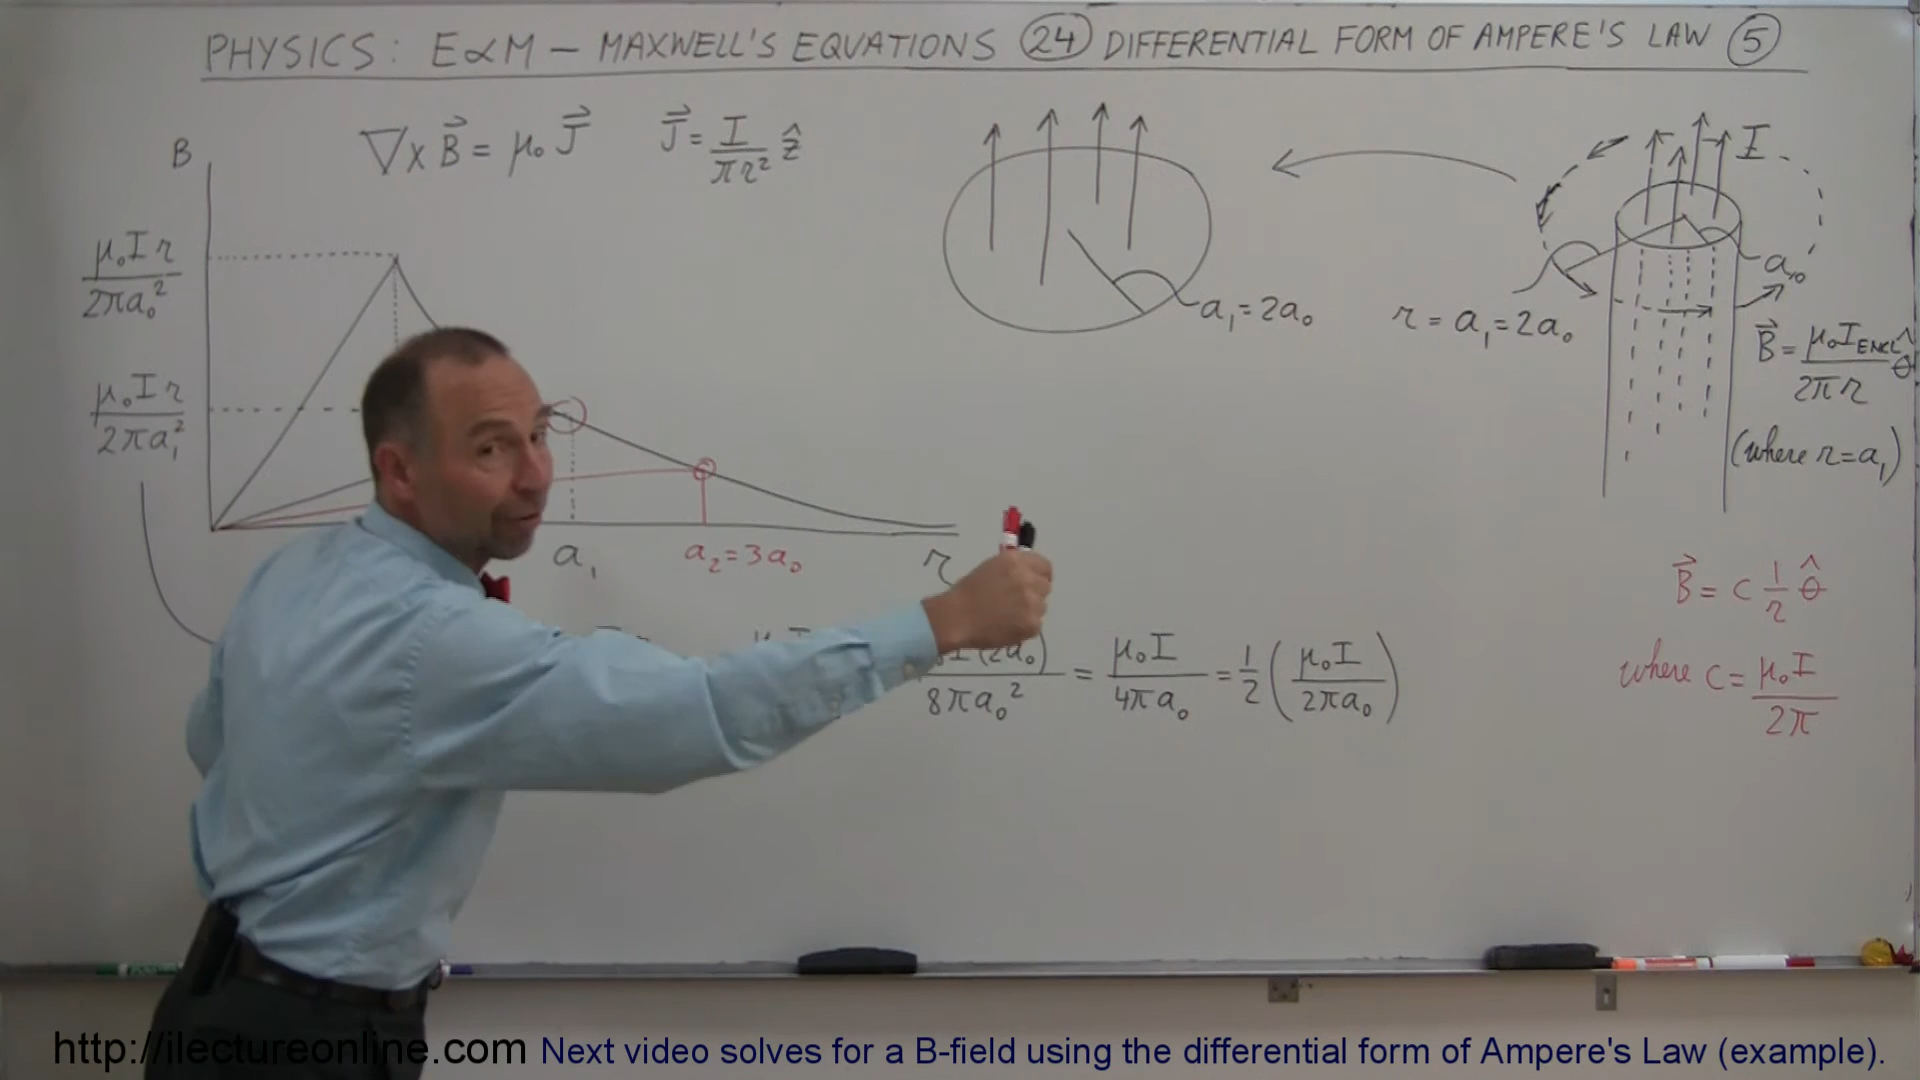 PHYSICS: E&M – MAXWELL'S EQUATIONS 24 DIFFERENTIAL FORM OF AMPERE'S LAW 5
B
∇ x B⃗ = μ₀ J⃗
J⃗ = I / πr² ẑ
I
μ₀Ir / 2πa₀²
a₀
a₁ = 2a₀
r = a₁ = 2a₀
B⃗ = μ₀I_ENCL / 2πr θ̂
μ₀Ir / 2πa₁²
(where r = a₁)
a₁
a₂ = 3a₀
r
B⃗ = c 1/r θ̂
I(2a₀) / 8πa₀² = μ₀I / 4πa₀ = 1/2 (μ₀I / 2πa₀)
where c = μ₀I / 2π
http://ilectureonline.com Next video solves for a B-field using the differential form of Ampere's Law (example).